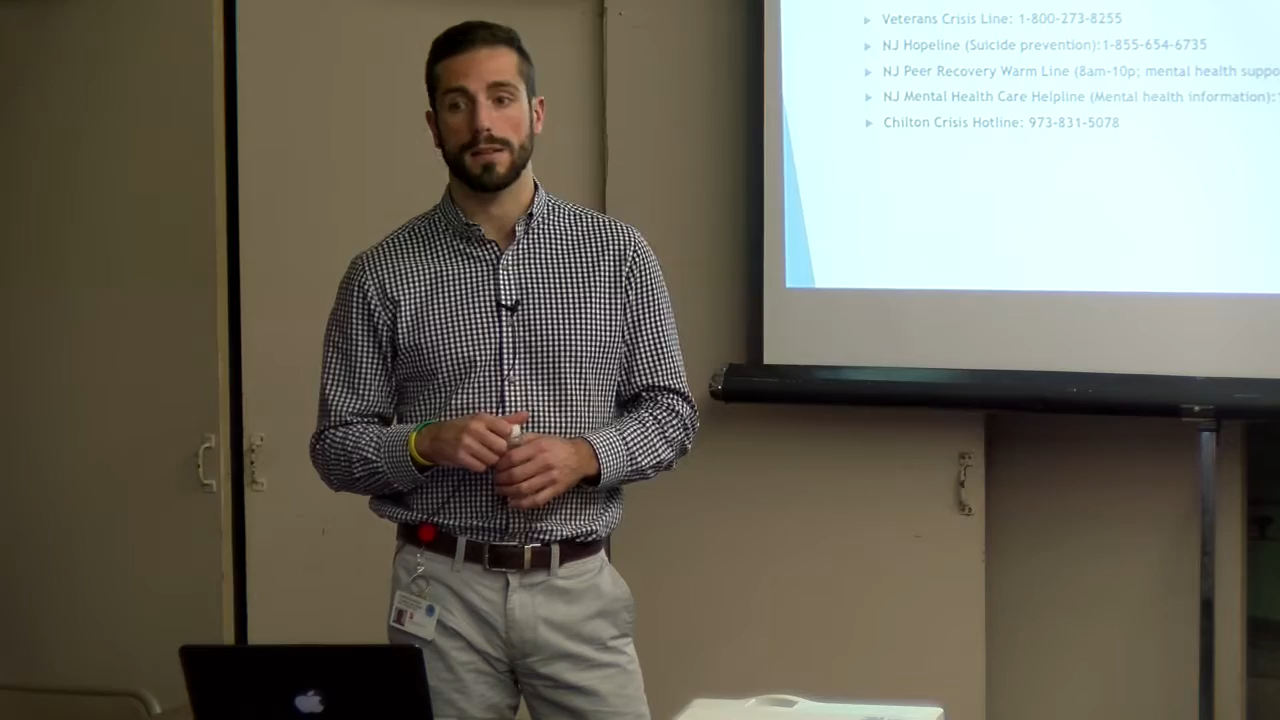 Veterans Crisis Line: 1-800-273-8255
NJ Hopeline (Suicide prevention):1-855-654-6735
NJ Peer Recovery Warm Line (8am-10p; mental health suppo
NJ Mental Health Care Helpline (Mental health information):
Chilton Crisis Hotline: 973-831-5078